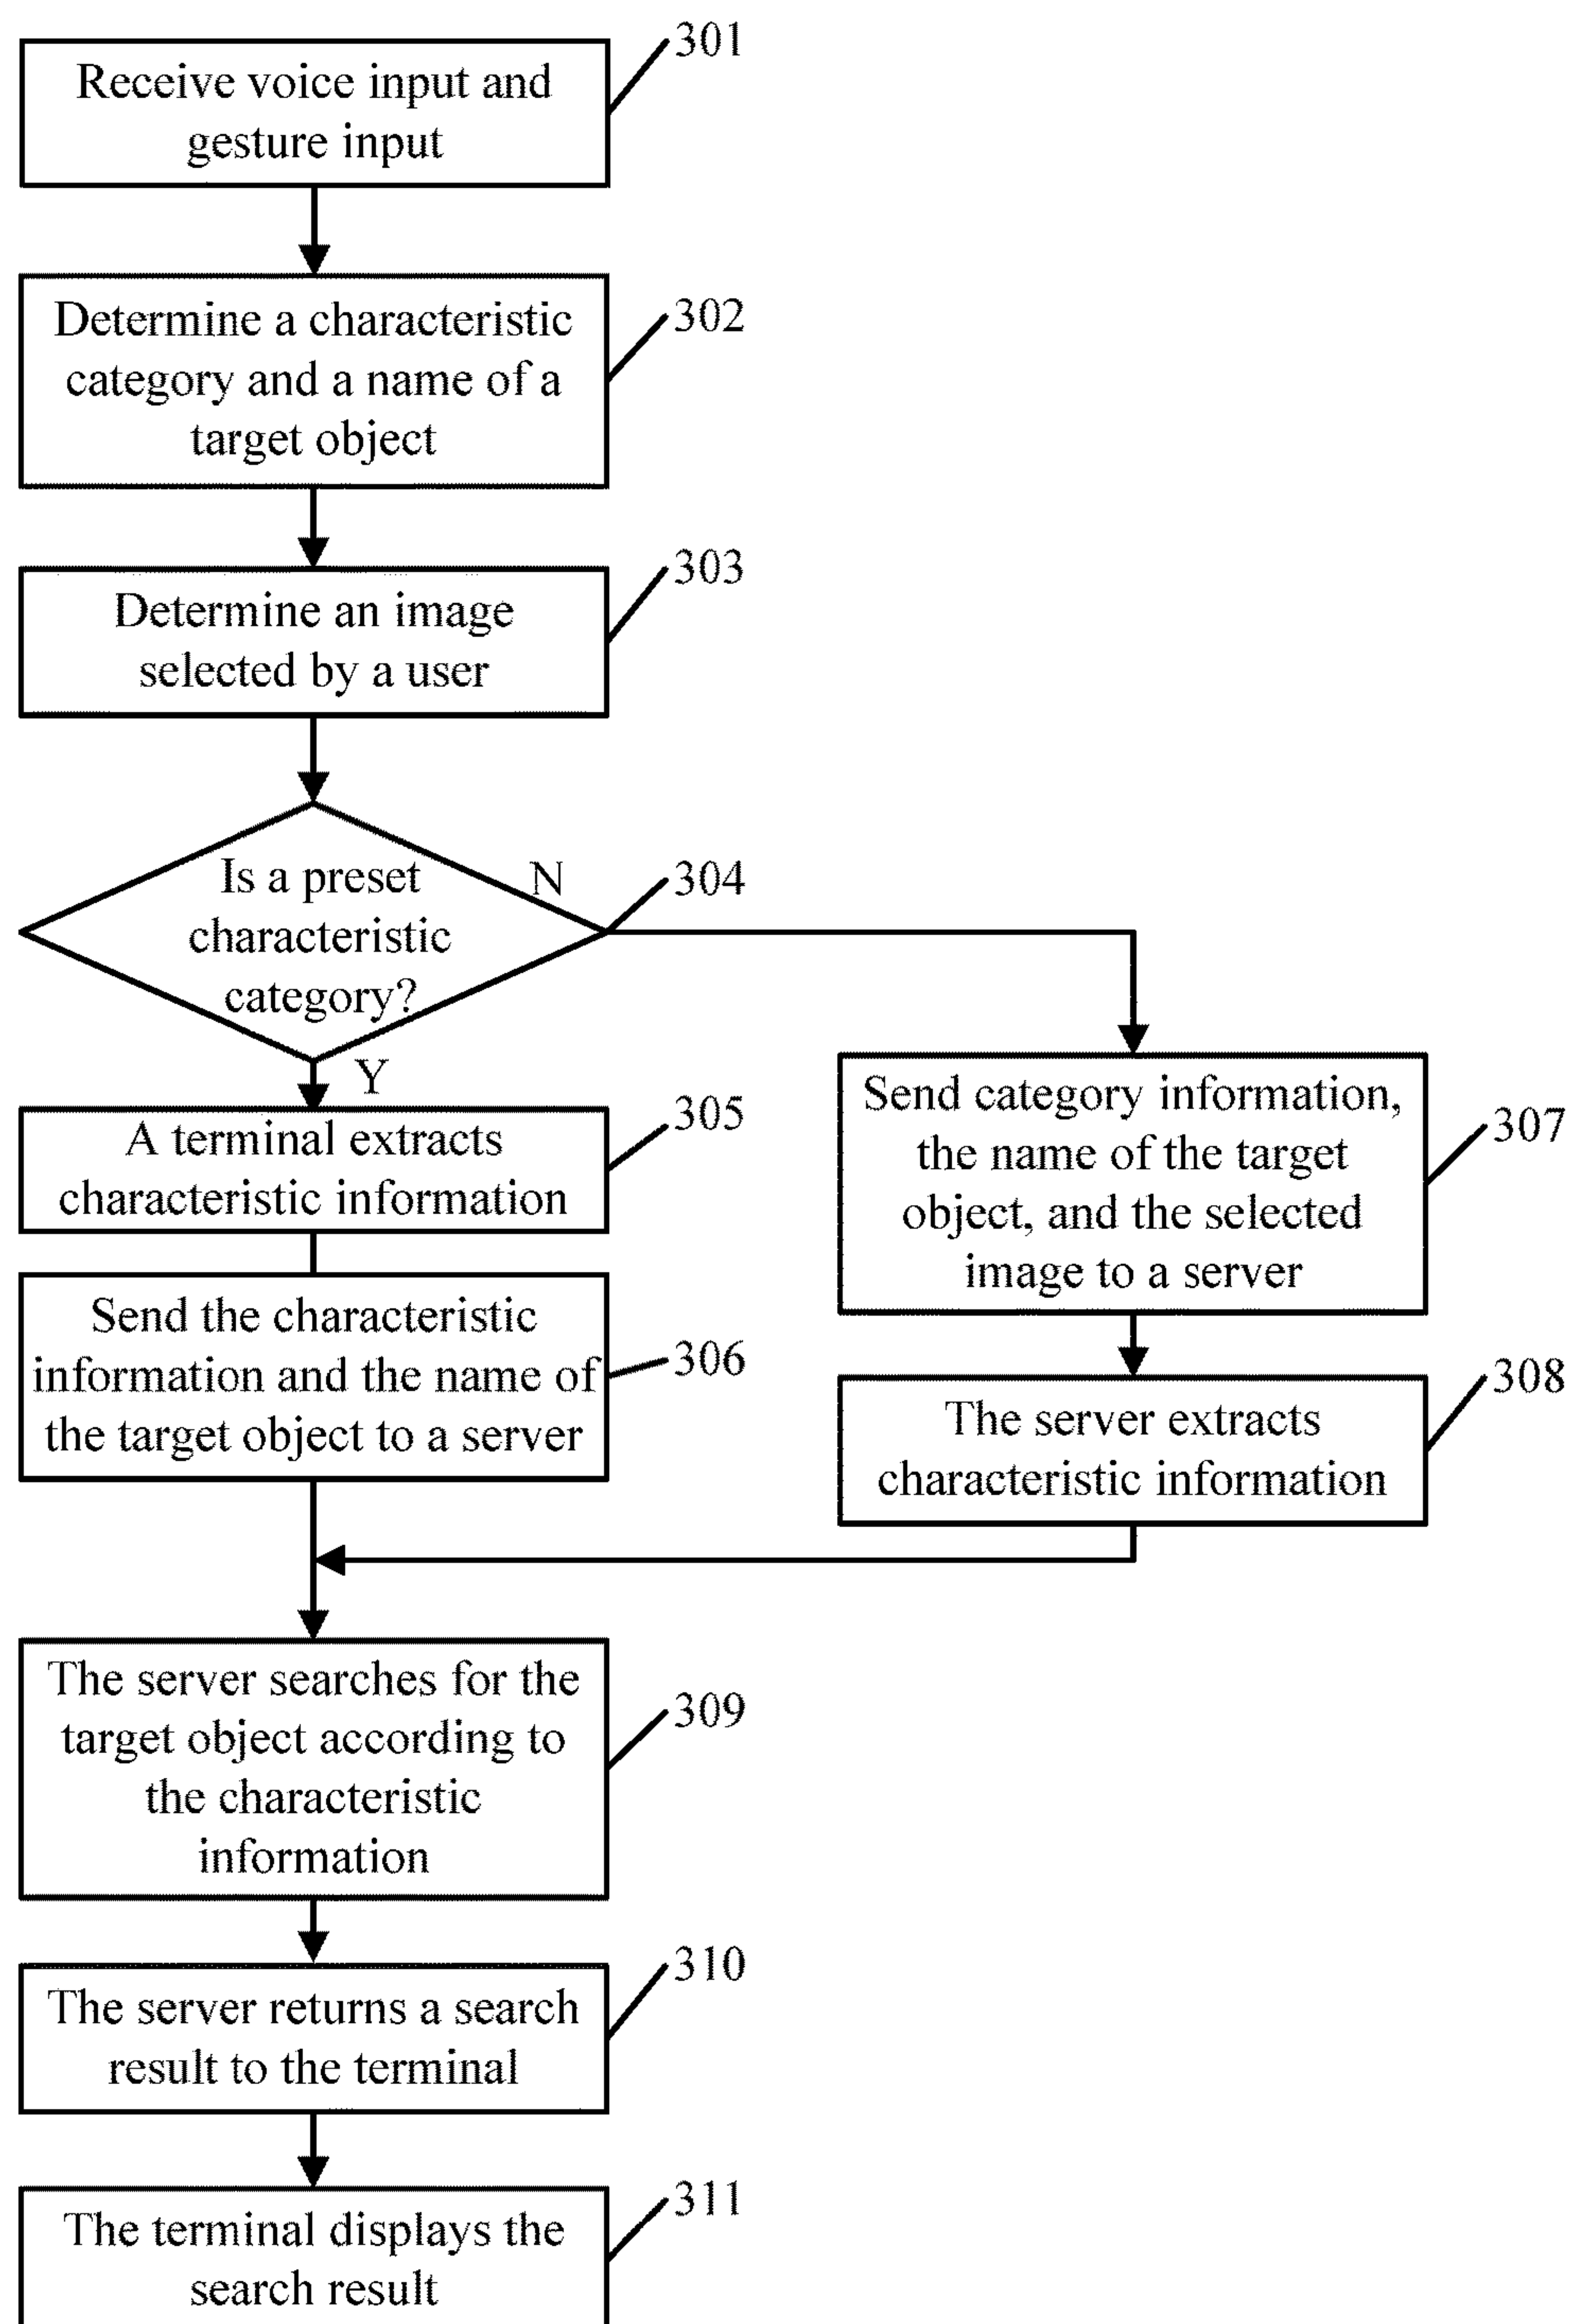 301
Receive voice input and
gesture input
302
Determine a characteristic
category and a name of a
target object
303
Determine an image
selected by a user
304
Is a preset
characteristic
category?
N
Y
305
A terminal extracts
characteristic information
306
Send the characteristic
information and the name of
the target object to a server
307
Send category information,
the name of the target
object, and the selected
image to a server
308
The server extracts
characteristic information
309
The server searches for the
target object according to
the characteristic
information
310
The server returns a search
result to the terminal
311
The terminal displays the
search result